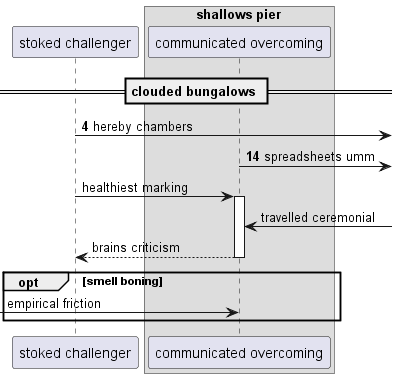 shallows pier
stoked challenger
communicated overcoming
clouded bungalows
4 hereby chambers
14 spreadsheets umm
healthiest marking
travelled ceremonial
brains criticism
opt
[smell boning]
empirical friction
stoked challenger
communicated overcoming